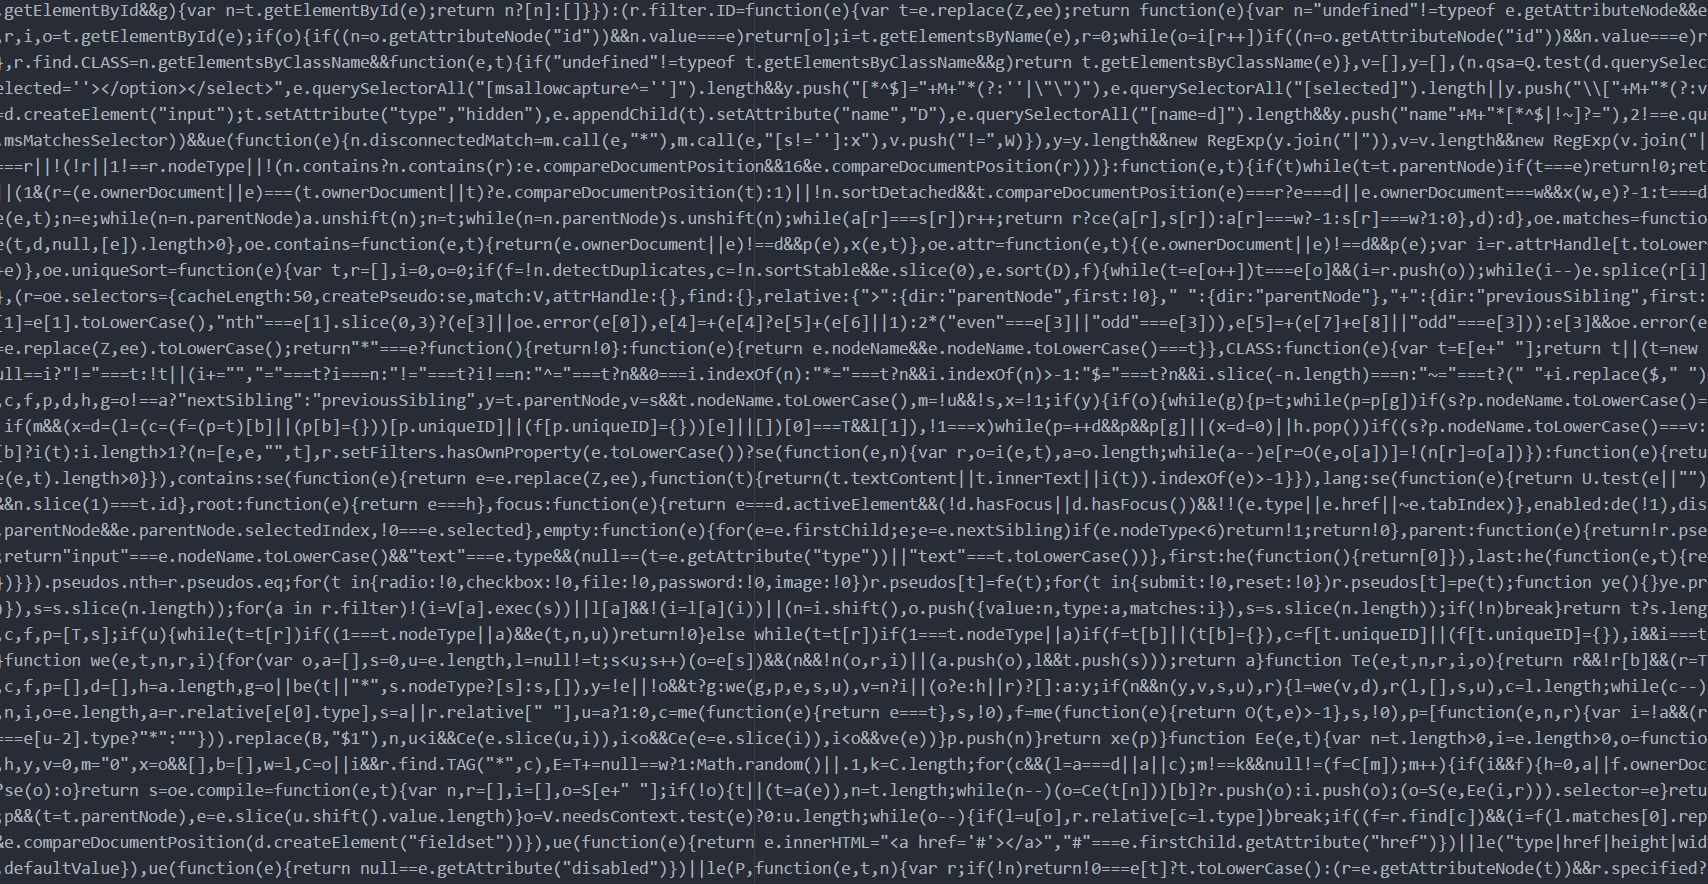 .getElementById&&g){var n=t.getElementById(e);return n?[n]:[]}}):(r.filter.ID=function(e){var t=e.replace(Z,ee);return function(e){var n="undefined"!=typeof e.getAttributeNode&&e
,r,i,o=t.getElementById(e);if(o){if((n=o.getAttributeNode("id"))&&n.value===e)return[o];i=t.getElementsByName(e),r=0;while(o=i[r++])if((n=o.getAttributeNode("id"))&&n.value===e)r
},r.find.CLASS=n.getElementsByClassName&&function(e,t){if("undefined"!=typeof t.getElementsByClassName&&g)return t.getElementsByClassName(e)},v=[],y=[],(n.qsa=Q.test(d.querySelec
elected=''></option></select>",e.querySelectorAll("[msallowcapture^='']").length&&y.push("[*^$]="+M+"*(?:''|\"\")"),e.querySelectorAll("[selected]").length||y.push("\\["+M+"*(?:v
=d.createElement("input");t.setAttribute("type","hidden"),e.appendChild(t).setAttribute("name","D"),e.querySelectorAll("[name=d]").length&&y.push("name"+M+"*[*^$|!~]?="),2!==e.qu
.msMatchesSelector))&&ue(function(e){n.disconnectedMatch=m.call(e,"*"),m.call(e,"[s!='']:x"),v.push("!=",W)}),y=y.length&&new RegExp(y.join("|")),v=v.length&&new RegExp(v.join("|
===r||!(!r||1!==r.nodeType||!(n.contains?n.contains(r):e.compareDocumentPosition&&16&e.compareDocumentPosition(r)))}:function(e,t){if(t)while(t=t.parentNode)if(t===e)return!0;ret
||(1&(r=(e.ownerDocument||e)===(t.ownerDocument||t)?e.compareDocumentPosition(t):1)||!n.sortDetached&&t.compareDocumentPosition(e)===r?e===d||e.ownerDocument===w&&x(w,e)?-1:t===d
e(e,t);n=e;while(n=n.parentNode)a.unshift(n);n=t;while(n=n.parentNode)s.unshift(n);while(a[r]===s[r])r++;return r?ce(a[r],s[r]):a[r]===w?-1:s[r]===w?1:0},d):d},oe.matches=functio
e(t,d,null,[e]).length>0},oe.contains=function(e,t){return(e.ownerDocument||e)!==d&&p(e),x(e,t)},oe.attr=function(e,t){(e.ownerDocument||e)!==d&&p(e);var i=r.attrHandle[t.toLower
+e)},oe.uniqueSort=function(e){var t,r=[],i=0,o=0;if(f=!n.detectDuplicates,c=!n.sortStable&&e.slice(0),e.sort(D),f){while(t=e[o++])t===e[o]&&(i=r.push(o));while(i--)e.splice(r[i]
},(r=oe.selectors={cacheLength:50,createPseudo:se,match:V,attrHandle:{},find:{},relative:{">":{dir:"parentNode",first:!0}," ":{dir:"parentNode"},"+":{dir:"previousSibling",first:
[1]=e[1].toLowerCase(),"nth"===e[1].slice(0,3)?(e[3]||oe.error(e[0]),e[4]=+(e[4]?e[5]+(e[6]||1):2*("even"===e[3]||"odd"===e[3])),e[5]=+(e[7]+e[8]||"odd"===e[3])):e[3]&&oe.error(e
=e.replace(Z,ee).toLowerCase();return"*"===e?function(){return!0}:function(e){return e.nodeName&&e.nodeName.toLowerCase()===t}},CLASS:function(e){var t=E[e+" "];return t||(t=new
ull==i?"!="===t:!t||(i+="","="===t?i===n:"!="===t?i!==n:"^="===t?n&&0===i.indexOf(n):"*="===t?n&&i.indexOf(n)>-1:"$="===t?n&&i.slice(-n.length)===n:"~="===t?(" "+i.replace($," ")
,c,f,p,d,h,g=o!==a?"nextSibling":"previousSibling",y=t.parentNode,v=s&&t.nodeName.toLowerCase(),m=!u&&!s,x=!1;if(y){if(o){while(g){p=t;while(p=p[g])if(s?p.nodeName.toLowerCase()=
if(m&&(x=d=(l=(c=(f=(p=t)[b]||(p[b]={}))[p.uniqueID]||(f[p.uniqueID]={}))[e]||[])[0]===T&&l[1]),!1===x)while(p=++d&&p&&p[g]||(x=d=0)||h.pop())if((s?p.nodeName.toLowerCase()===v:
[b]?i(t):i.length>1?(n=[e,e,"",t],r.setFilters.hasOwnProperty(e.toLowerCase())?se(function(e,n){var r,o=i(e,t),a=o.length;while(a--)e[r=O(e,o[a])]=!(n[r]=o[a])}):function(e){retu
e(e,t).length>0}}),contains:se(function(e){return e=e.replace(Z,ee),function(t){return(t.textContent||t.innerText||i(t)).indexOf(e)>-1}}),lang:se(function(e){return U.test(e||"")
&&n.slice(1)===t.id},root:function(e){return e===h},focus:function(e){return e===d.activeElement&&(!d.hasFocus||d.hasFocus())&&!!(e.type||e.href||~e.tabIndex)},enabled:de(!1),dis
.parentNode&&e.parentNode.selectedIndex,!0===e.selected},empty:function(e){for(e=e.firstChild;e;e=e.nextSibling)if(e.nodeType<6)return!1;return!0},parent:function(e){return!r.pse
;return"input"===e.nodeName.toLowerCase()&&"text"===e.type&&(null==(t=e.getAttribute("type"))||"text"===t.toLowerCase())},first:he(function(){return[0]}),last:he(function(e,t){re
})}}).pseudos.nth=r.pseudos.eq;for(t in{radio:!0,checkbox:!0,file:!0,password:!0,image:!0})r.pseudos[t]=fe(t);for(t in{submit:!0,reset:!0})r.pseudos[t]=pe(t);function ye(){}ye.pr
)}),s=s.slice(n.length));for(a in r.filter)!(i=V[a].exec(s))||l[a]&&!(i=l[a](i))||(n=i.shift(),o.push({value:n,type:a,matches:i}),s=s.slice(n.length));if(!n)break}return t?s.leng
,c,f,p=[T,s];if(u){while(t=t[r])if((1===t.nodeType||a)&&e(t,n,u))return!0}else while(t=t[r])if(1===t.nodeType||a)if(f=t[b]||(t[b]={}),c=f[t.uniqueID]||(f[t.uniqueID]={}),i&&i===t
}function we(e,t,n,r,i){for(var o,a=[],s=0,u=e.length,l=null!=t;s<u;s++)(o=e[s])&&(n&&!n(o,r,i)||(a.push(o),l&&t.push(s)));return a}function Te(e,t,n,r,i,o){return r&&!r[b]&&(r=T
,c,f,p=[],d=[],h=a.length,g=o||be(t||"*",s.nodeType?[s]:s,[]),y=!e||!o&&t?g:we(g,p,e,s,u),v=n?i||(o?e:h||r)?[]:a:y;if(n&&n(y,v,s,u),r){l=we(v,d),r(l,[],s,u),c=l.length;while(c--)
,n,i,o=e.length,a=r.relative[e[0].type],s=a||r.relative[" "],u=a?1:0,c=me(function(e){return e===t},s,!0),f=me(function(e){return O(t,e)>-1},s,!0),p=[function(e,n,r){var i=!a&&(r
===e[u-2].type?"*":""})).replace(B,"$1"),n,u<i&&Ce(e.slice(u,i)),i<o&&Ce(e=e.slice(i)),i<o&&ve(e))}p.push(n)}return xe(p)}function Ee(e,t){var n=t.length>0,i=e.length>0,o=functio
,h,y,v=0,m="0",x=o&&[],b=[],w=l,C=o||i&&r.find.TAG("*",c),E=T+=null==w?1:Math.random()||.1,k=C.length;for(c&&(l=a===d||a||c);m!==k&&null!=(f=C[m]);m++){if(i&&f){h=0,a||f.ownerDoc
?se(o):o}return s=oe.compile=function(e,t){var n,r=[],i=[],o=S[e+" "];if(!o){t||(t=a(e)),n=t.length;while(n--)(o=Ce(t[n]))[b]?r.push(o):i.push(o);(o=S(e,Ee(i,r))).selector=e}retu
;p&&(t=t.parentNode),e=e.slice(u.shift().value.length)}o=V.needsContext.test(e)?0:u.length;while(o--){if(l=u[o],r.relative[c=l.type])break;if((f=r.find[c])&&(i=f(l.matches[0].rep
&e.compareDocumentPosition(d.createElement("fieldset"))}),ue(function(e){return e.innerHTML="<a href='#'></a>","#"===e.firstChild.getAttribute("href")})||le("type|href|height|wid
.defaultValue}),ue(function(e){return null==e.getAttribute("disabled")})||le(P,function(e,t,n){var r;if(!n)return!0===e[t]?t.toLowerCase():(r=e.getAttributeNode(t))&&r.specified?